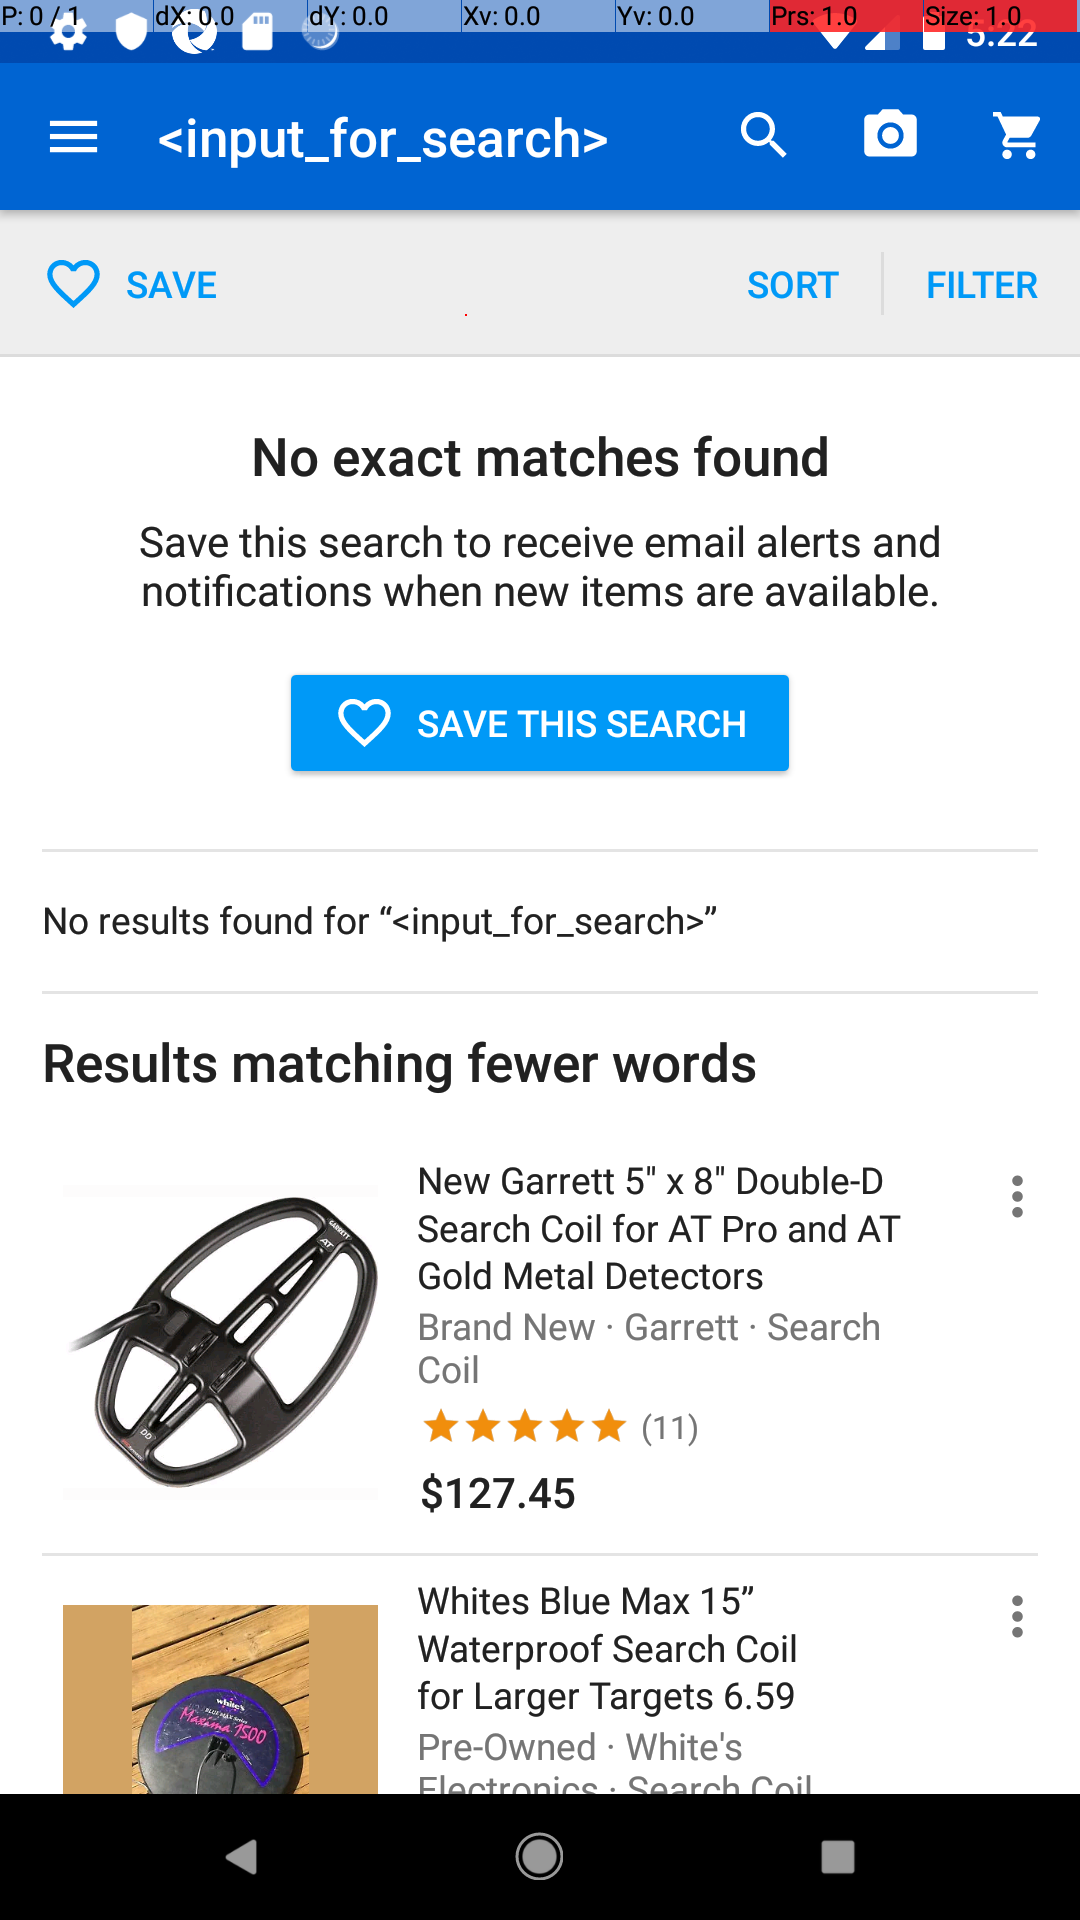 P: 0 / 1 dX: 0.0 dY: 0.0 Xv: 0.0 Yv: 0.0 Prs: 1.0 Size: 1.0
5:22
<input_for_search>
SAVE SORT FILTER
No exact matches found
Save this search to receive email alerts and
notifications when new items are available.
SAVE THIS SEARCH
No results found for “<input_for_search>”
Results matching fewer words
New Garrett 5" x 8" Double-D
Search Coil for AT Pro and AT
Gold Metal Detectors
Brand New · Garrett · Search
Coil
(11)
$127.45
GARRETT
AT
DD
Whites Blue Max 15”
Waterproof Search Coil
for Larger Targets 6.59
Pre-Owned · White's
Electronics · Search Coil
white's
BLUE MAX Series
Maxima 1500